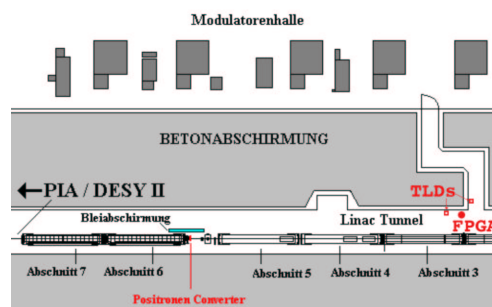 Modulatorenhalle
BETONABSCHIRMUNG
PIA / DESY II
TLDs
Bleiabschirmung
Linac Tunnel
FPGA
Abschnitt 7
Abschnitt 6
Abschnitt 5
Abschnitt 4
Abschnitt 3
Positronen Converter